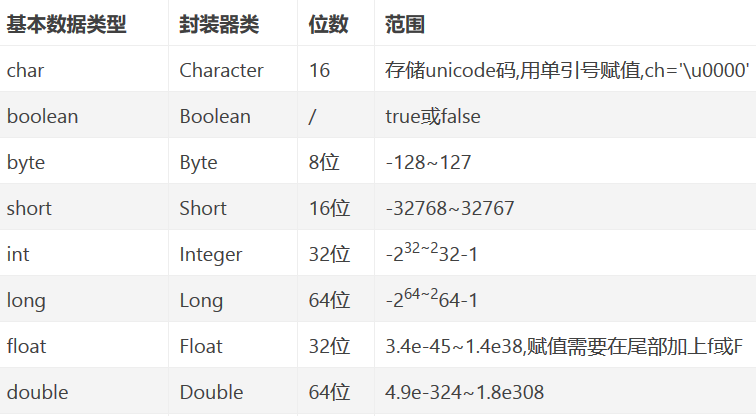 基本数据类型 封装器类 位数 范围
char Character 16 存储unicode码,用单引号赋值,ch='\u0000'
boolean Boolean / true或false
byte Byte 8位 -128~127
short Short 16位 -32768~32767
int Integer 32位 -2^32~2 32-1
long Long 64位 -2^64~2 64-1
float Float 32位 3.4e-45~1.4e38,赋值需要在尾部加上f或F
double Double 64位 4.9e-324~1.8e308